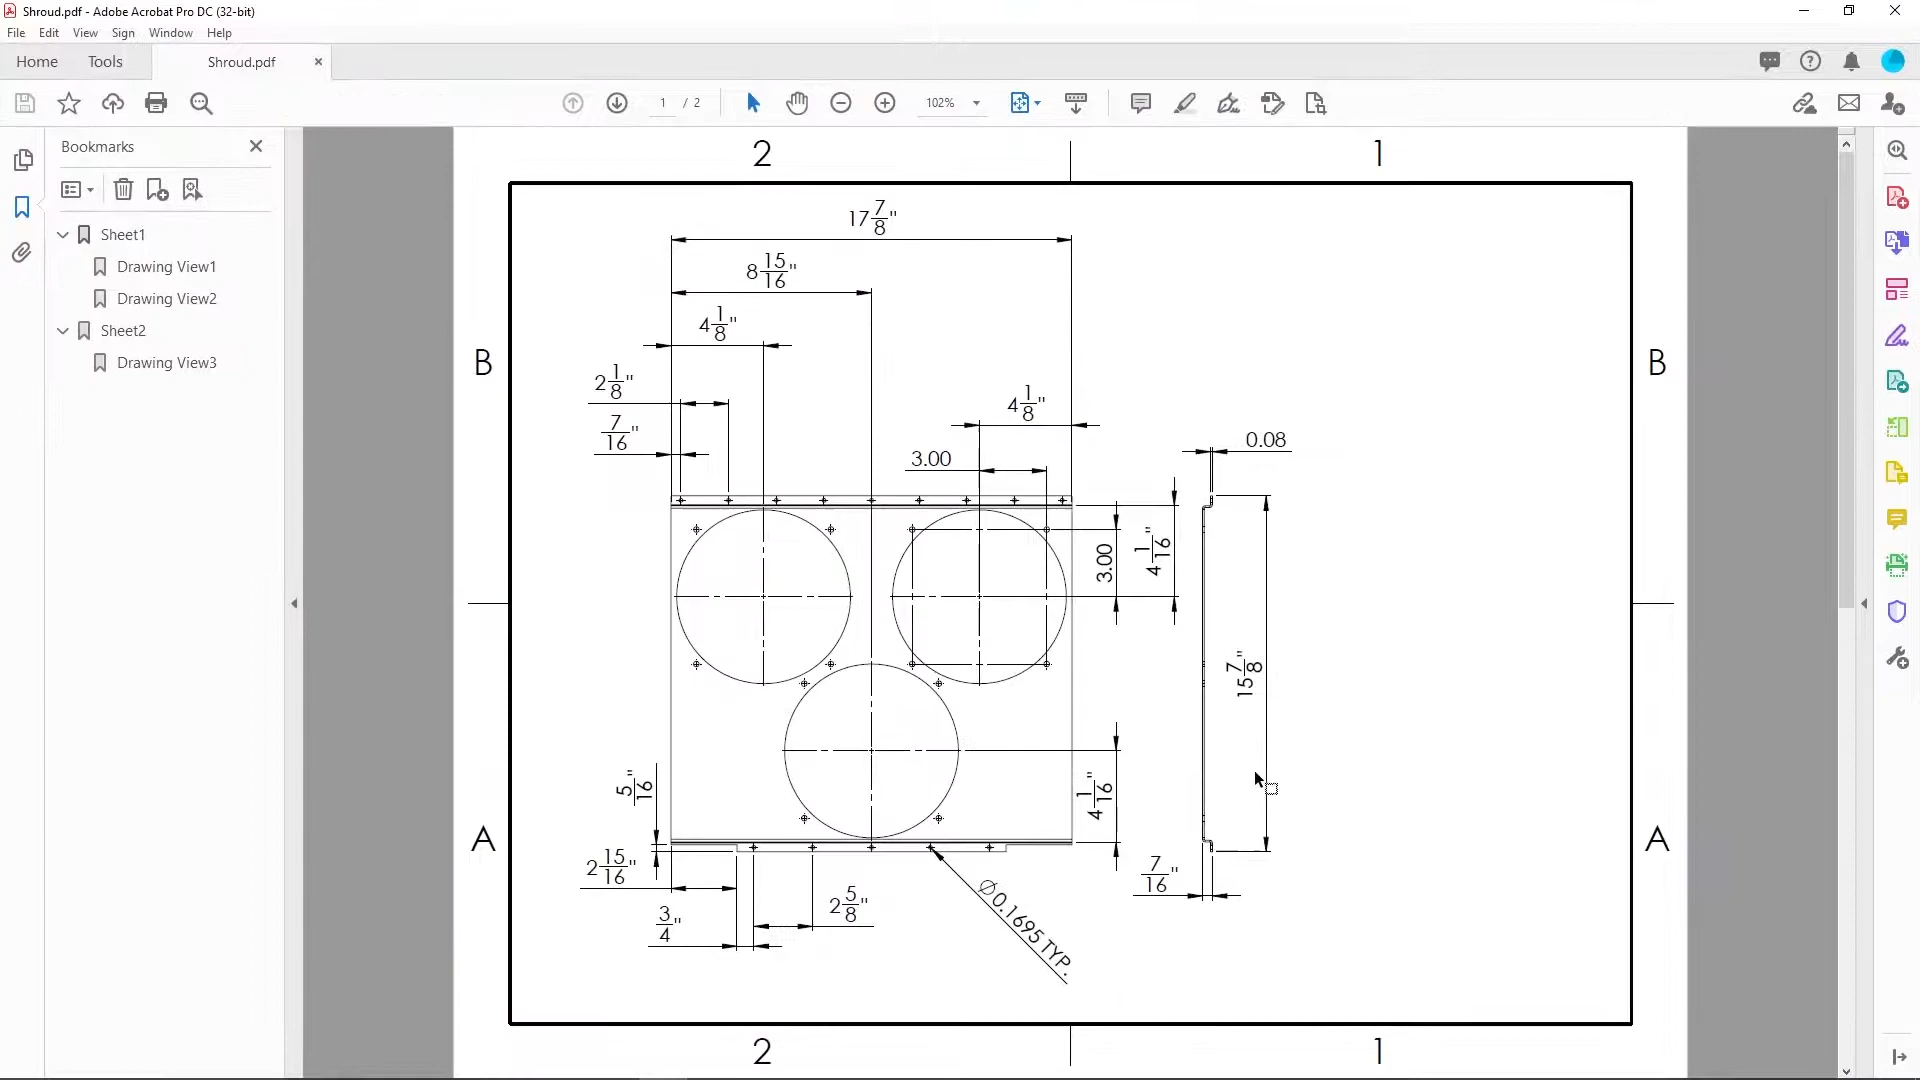 Shroud.pdf - Adobe Acrobat Pro DC (32-bit)
File Edit View Sign Window Help
Home Tools Shroud.pdf ×
1 / 2 102%
Bookmarks
Sheet1
Drawing View1
Drawing View2
Sheet2
Drawing View3
2 1
17 7/8"
8 15/16"
4 1/8"
B B
2 1/8"
4 1/8"
7/16"
3.00
0.08
3.00
4 1/16"
15 7/8"
5/16"
4 1/16"
A A
2 15/16"
7/16"
2 5/8"
3/4"
∅0.1695 TYP.
2 1